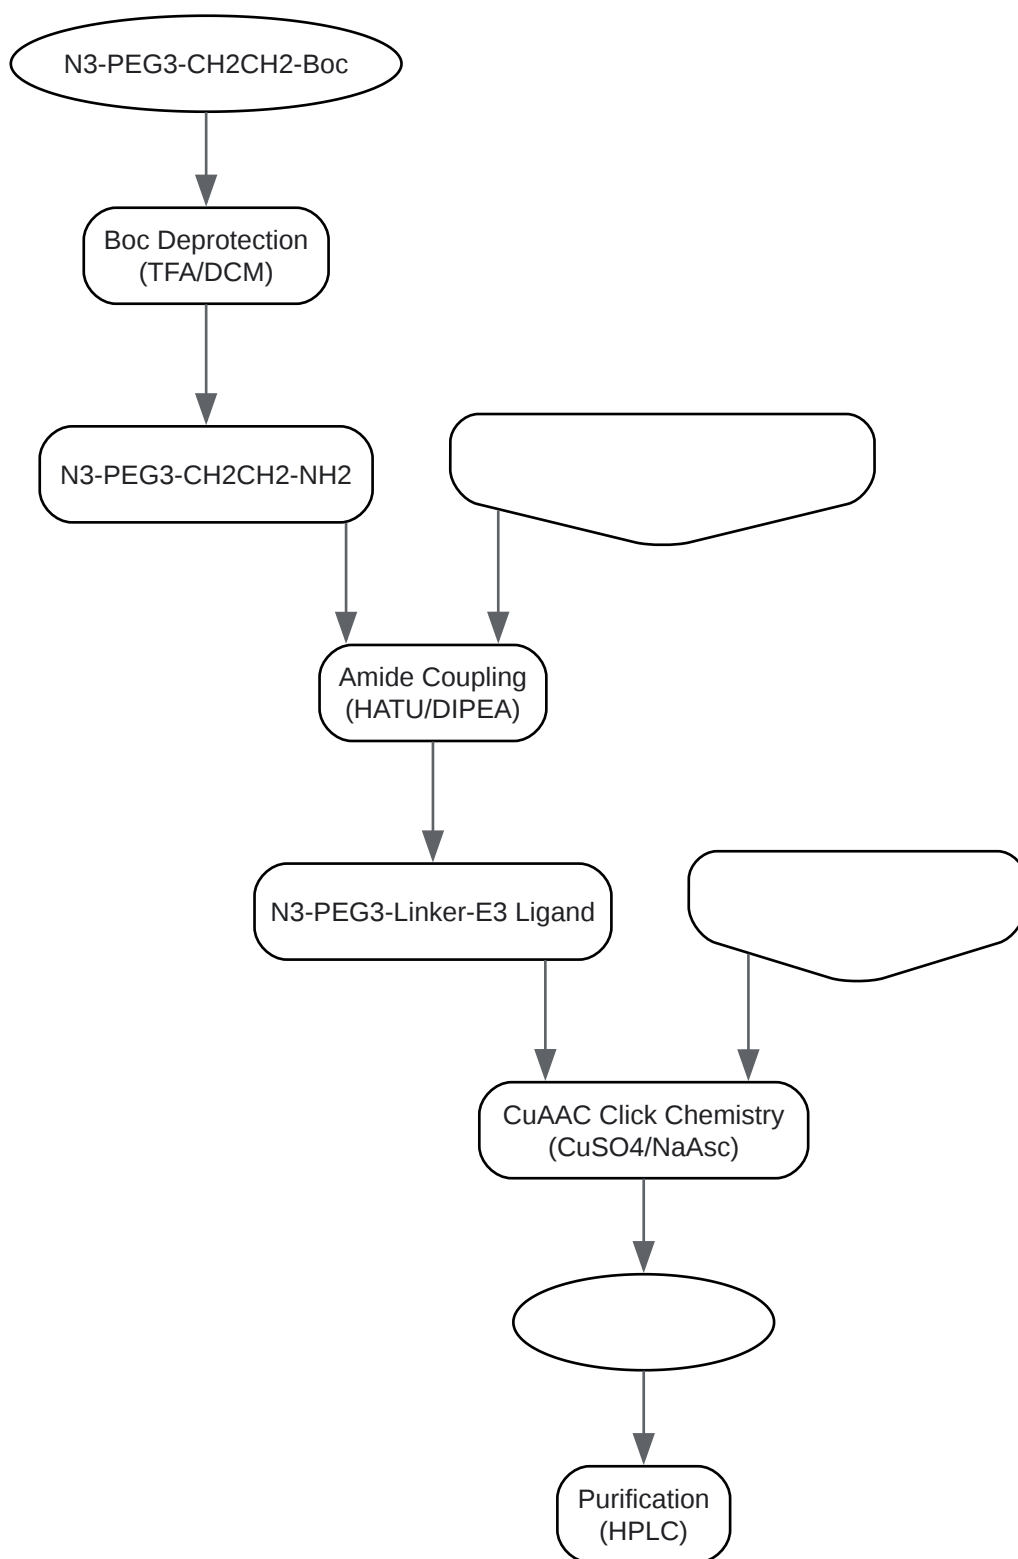 N3-PEG3-CH2CH2-Boc
Boc Deprotection
(TFA/DCM)
N3-PEG3-CH2CH2-NH2
Amide Coupling
(HATU/DIPEA)
N3-PEG3-Linker-E3 Ligand
CuAAC Click Chemistry
(CuSO4/NaAsc)
Purification
(HPLC)